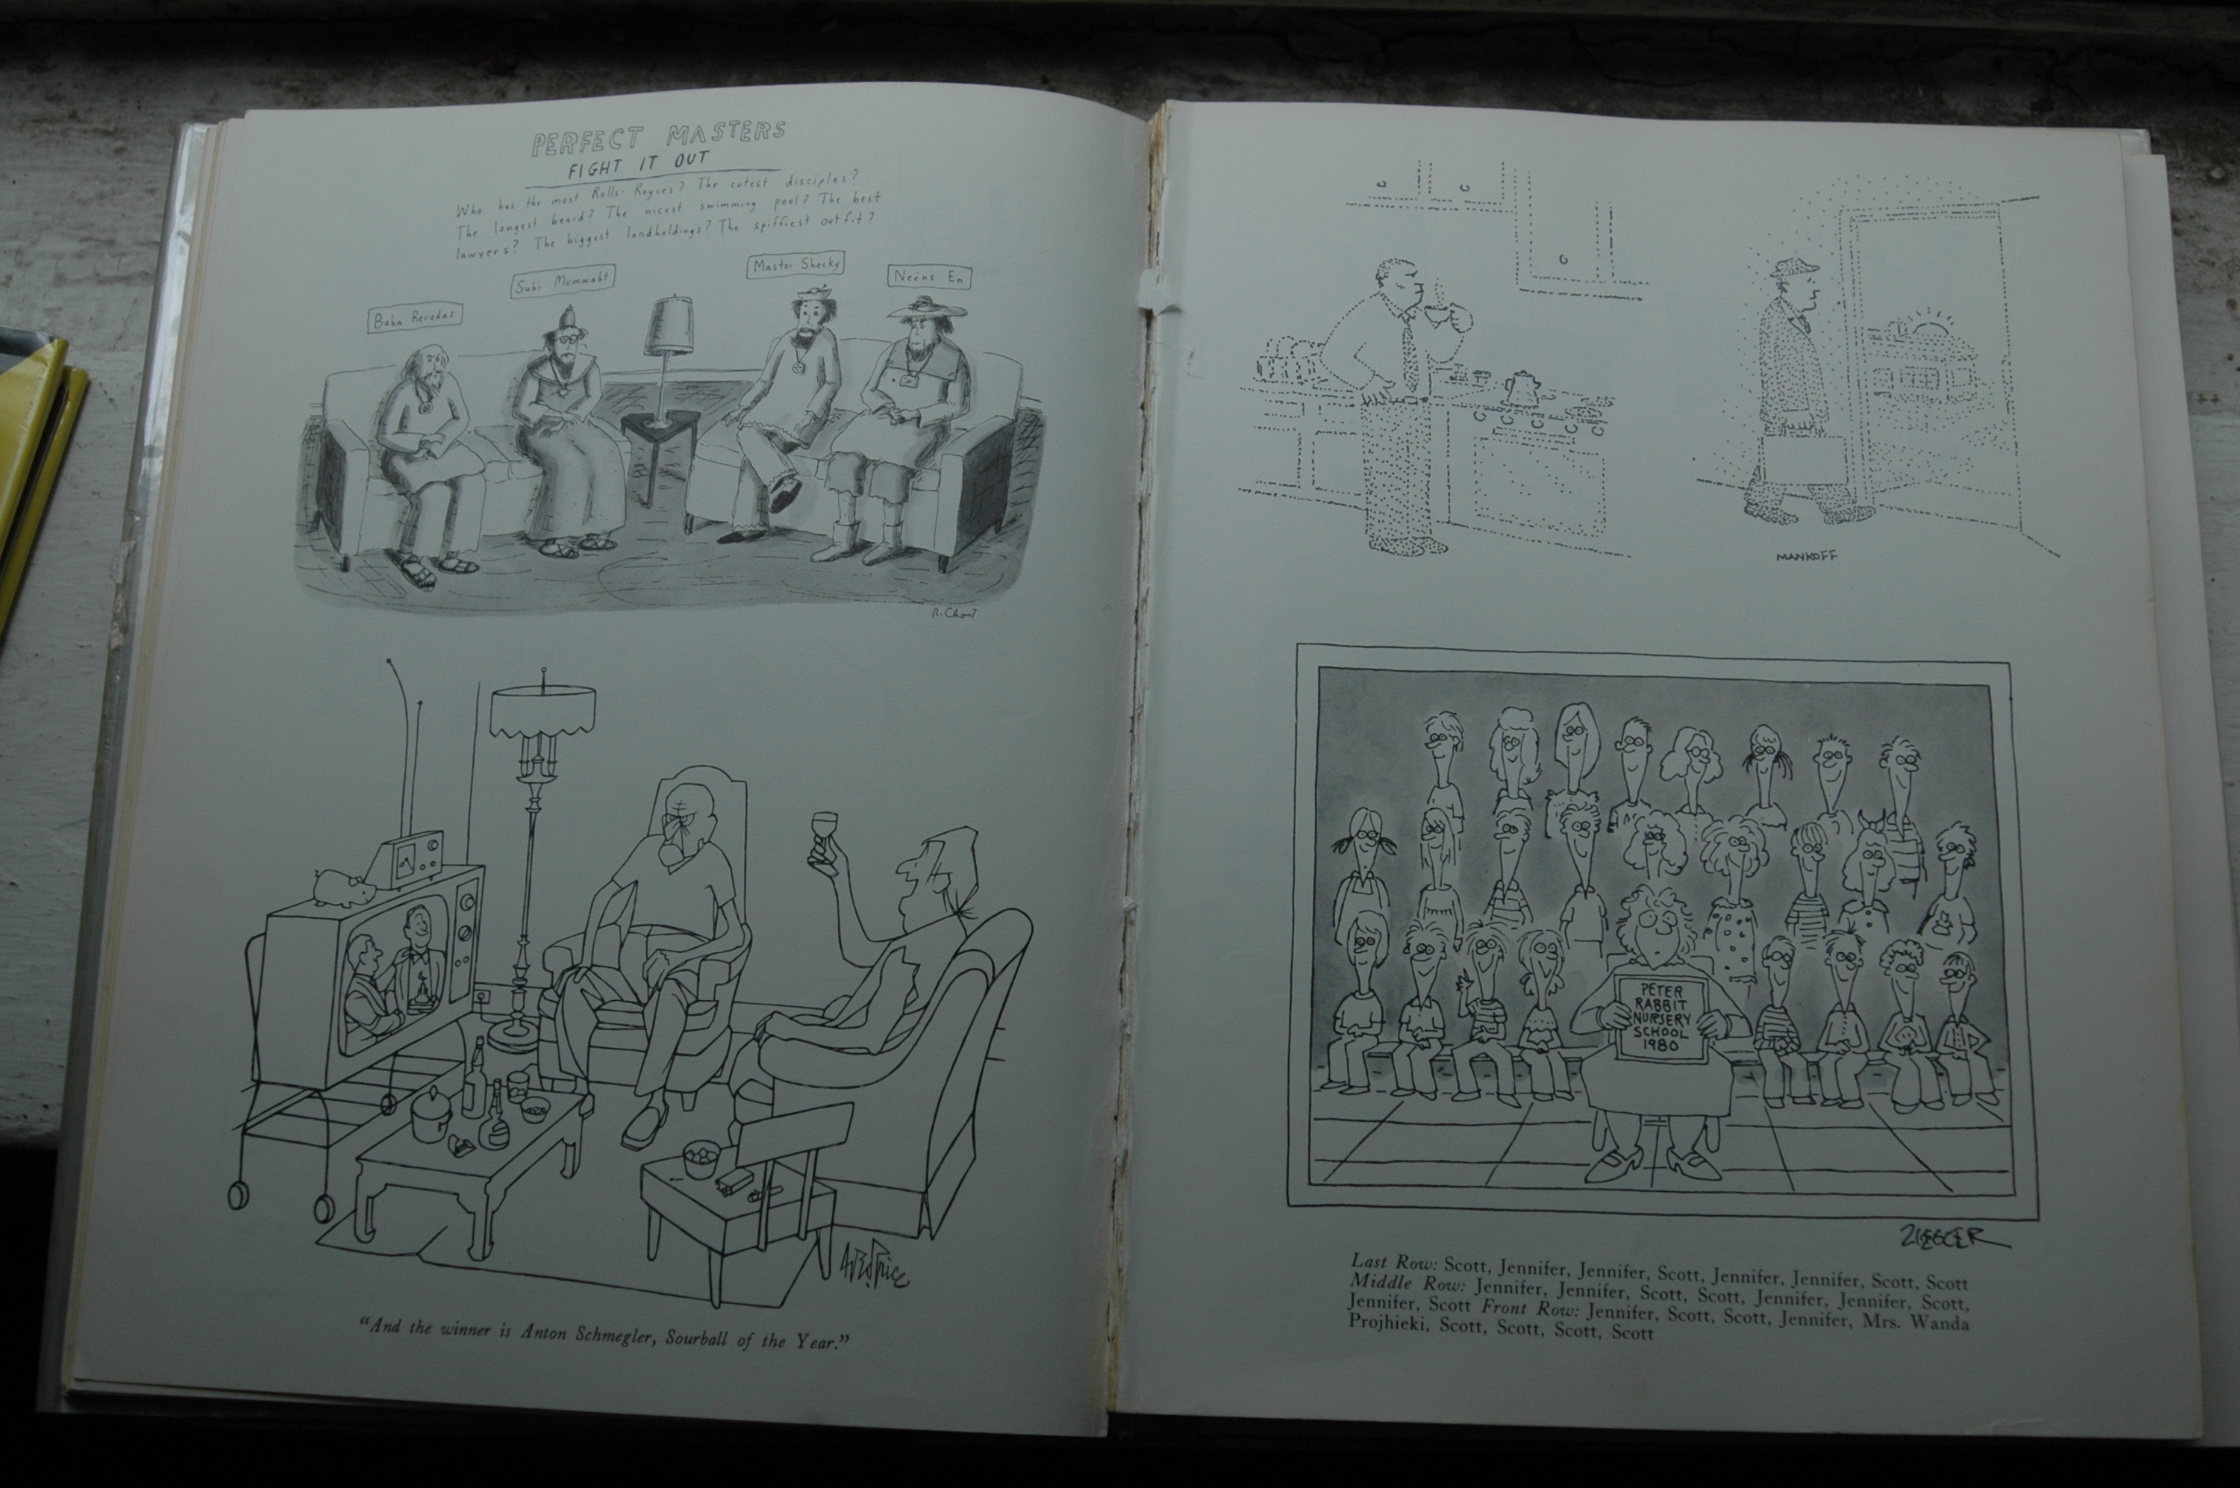 PERFECT MASTERS
FIGHT IT OUT
Who has the most Rolls-Royces? The cutest disciples?
The longest beard? The nicest swimming pool? The best
lawyers? The biggest landholdings? The spiffiest outfit?
Baba Rerodas
Subi Mumwaht
Master Shecky
Neens En
R. Chast
"And the winner is Anton Schmegler, Sourball of the Year."
MANKOFF
PETER
RABBIT
NURSERY
SCHOOL
1980
ZIEGLER
Last Row: Scott, Jennifer, Jennifer, Scott, Jennifer, Jennifer, Scott, Scott
Middle Row: Jennifer, Jennifer, Scott, Scott, Jennifer, Jennifer, Scott,
Jennifer, Scott Front Row: Jennifer, Scott, Scott, Jennifer, Mrs. Wanda
Projhieki, Scott, Scott, Scott, Scott